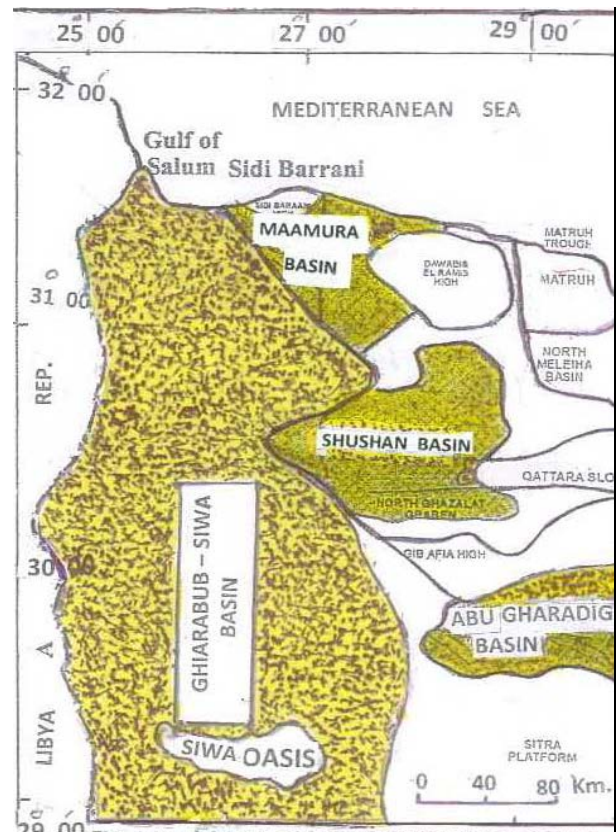 25 00′
27 00′
29 00′
32 00′
MEDITERRANEAN SEA
Gulf of
Salum
Sidi Barrani
SIDI BARAANI
MAAMURA
BASIN
DAWABIS
EL RAMIS
HIGH
MATRUH
TROUGH
MATRUH
31 00′
NORTH
MELEIHA
BASIN
REP.
SHUSHAN BASIN
QATTARA SLO
NORTH GHAZALAT
GRABEN
GIB AFIA HIGH
30°00
GHIARABUB – SIWA
BASIN
ABU GHARADIG
BASIN
A
SIWA OASIS
LIBYA
SITRA
PLATFORM
0 40 80 Km.
29° 00